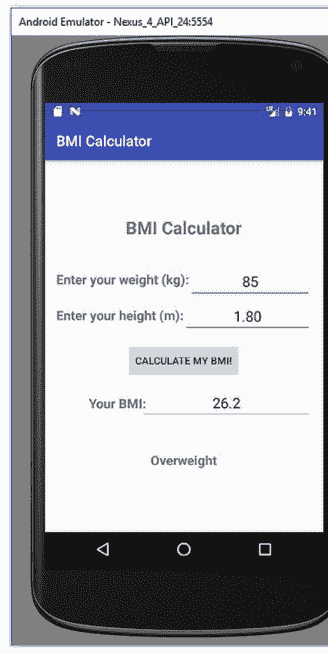 Android Emulator - Nexus_4_API_24:5554
9:41
BMI Calculator
BMI Calculator
Enter your weight (kg): 85
Enter your height (m): 1.80
CALCULATE MY BMI!
Your BMI: 26.2
Overweight